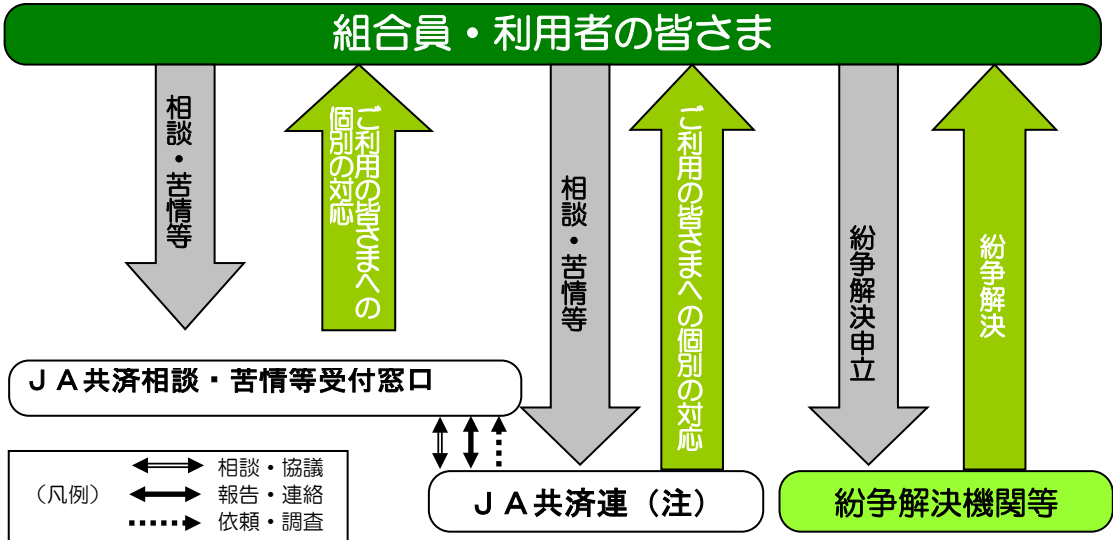 組合員・利用者の皆さま
相談・苦情等
ご利用の皆さまへの
個別の対応
相談・苦情等
ご利用の皆さまへの個別の対応
紛争解決申立
紛争解決
ＪＡ共済相談・苦情等受付窓口
（凡例）
相談・協議
報告・連絡
依頼・調査
ＪＡ共済連（注）
紛争解決機関等